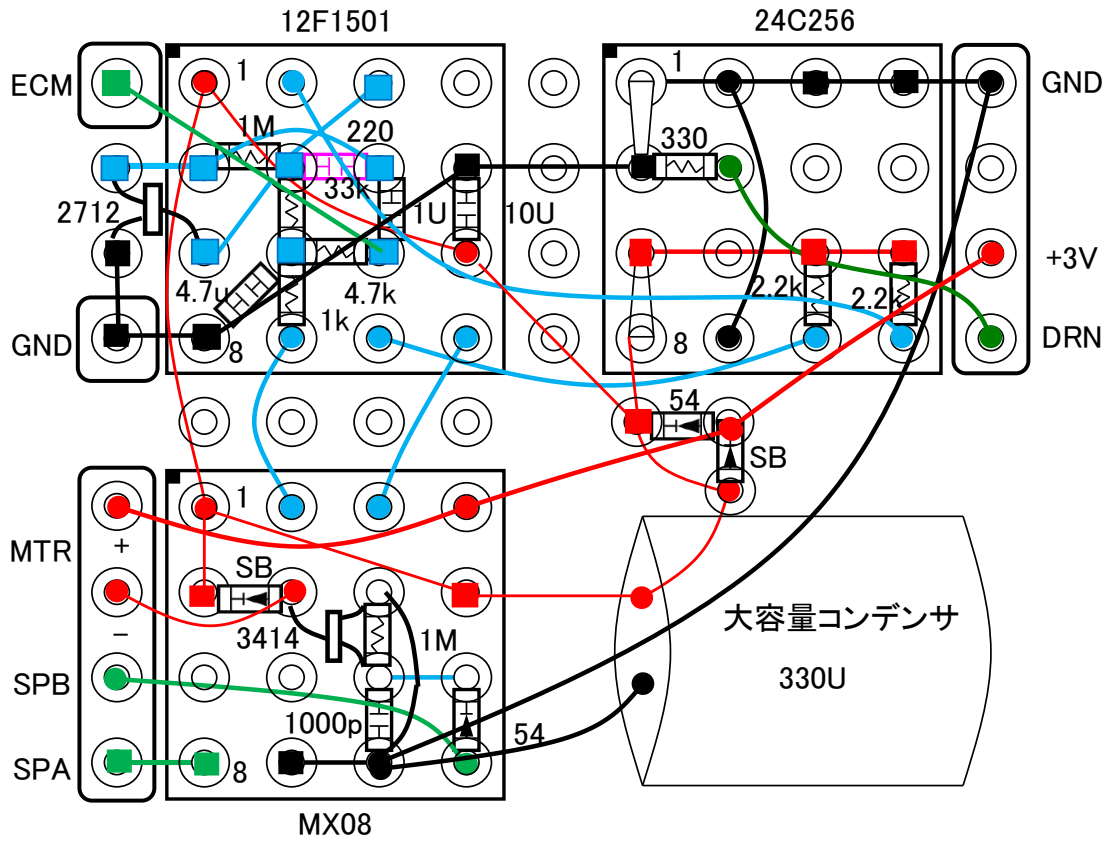 12F1501
24C256
ECM
1
1
GND
1M
220
330
33k
2712
1U
10U
+3V
4.7u
4.7k
2.2k
2.2k
1k
GND
8
8
DRN
54
SB
1
MTR
+
SB
大容量コンデンサ
−
3414
1M
SPB
330U
1000p
54
SPA
8
MX08